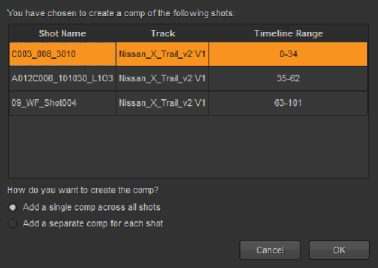 You have chosen to create a comp of the following shots:
Shot Name Track Timeline Range
C003_008_3010 Nissan_X_Trail_v2 V1 0-34
A012C006_101030_L1O3 Nissan_X_Trail_v2 V1 35-62
09_WF_Shot004 Nissan_X_Trail_v2 V1 63-101
How do you want to create the comp?
Add a single comp across all shots
Add a separate comp for each shot
Cancel OK